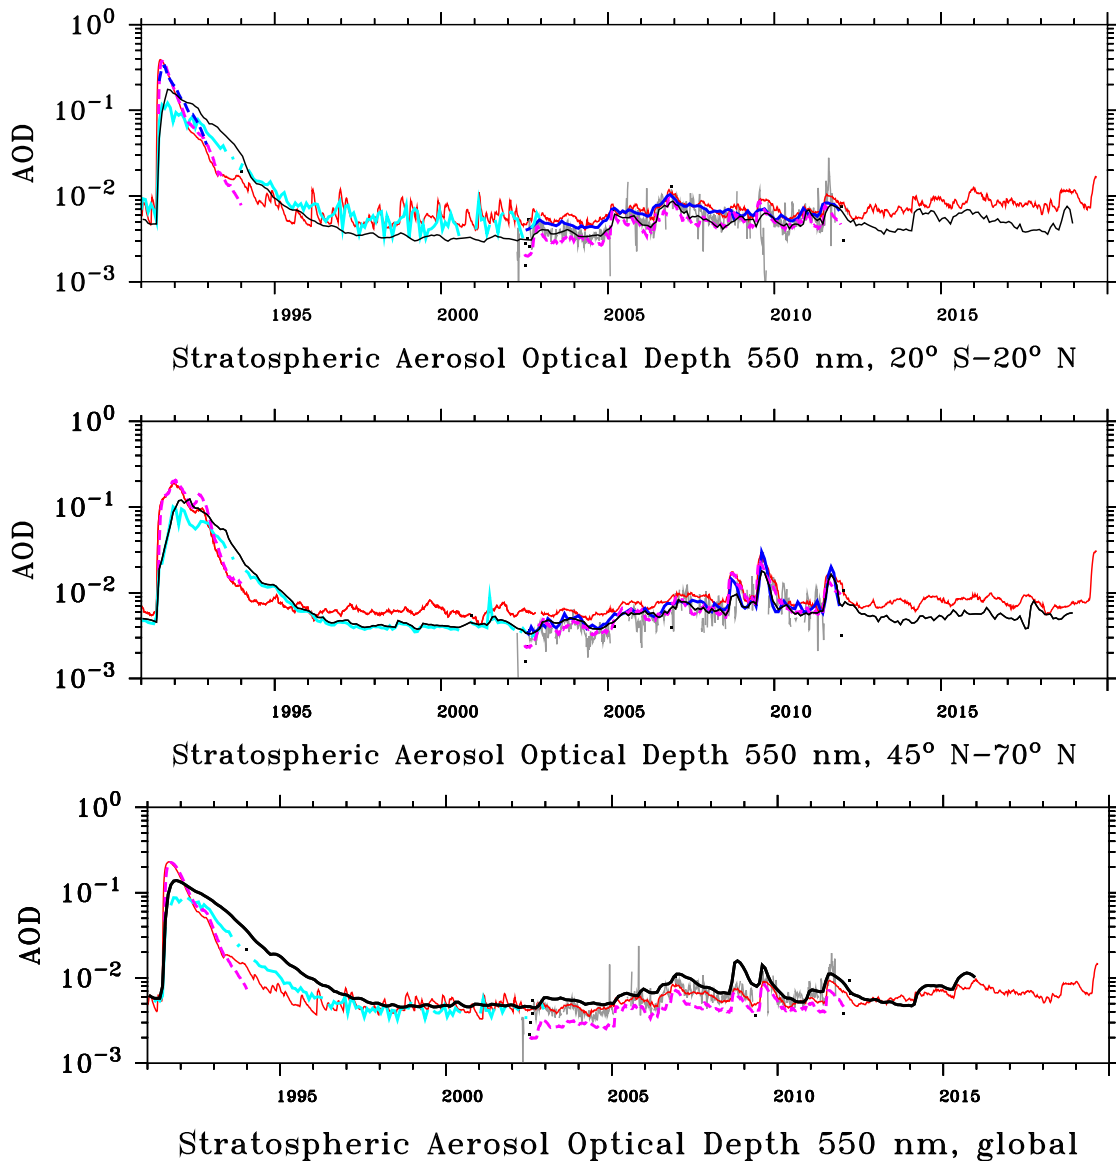 10⁰
10⁻¹
10⁻²
10⁻³
AOD
1995 2000 2005 2010 2015
Stratospheric Aerosol Optical Depth 550 nm, 20° S−20° N
10⁰
10⁻¹
10⁻²
10⁻³
AOD
1995 2000 2005 2010 2015
Stratospheric Aerosol Optical Depth 550 nm, 45° N−70° N
10⁰
10⁻¹
10⁻²
10⁻³
AOD
1995 2000 2005 2010 2015
Stratospheric Aerosol Optical Depth 550 nm, global